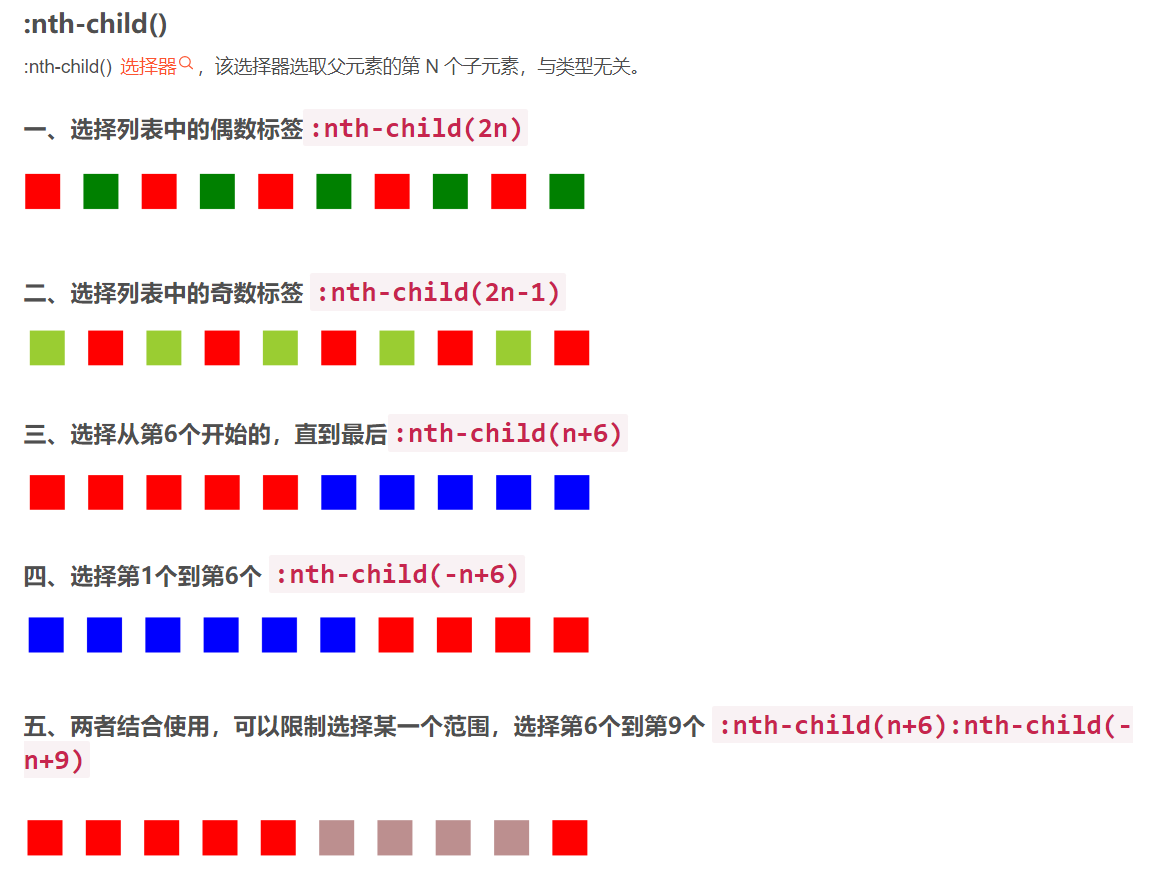 :nth-child()
:nth-child() 选择器，该选择器选取父元素的第 N 个子元素，与类型无关。
一、选择列表中的偶数标签 :nth-child(2n)
二、选择列表中的奇数标签 :nth-child(2n-1)
三、选择从第6个开始的，直到最后 :nth-child(n+6)
四、选择第1个到第6个 :nth-child(-n+6)
五、两者结合使用，可以限制选择某一个范围，选择第6个到第9个 :nth-child(n+6):nth-child(-
n+9)